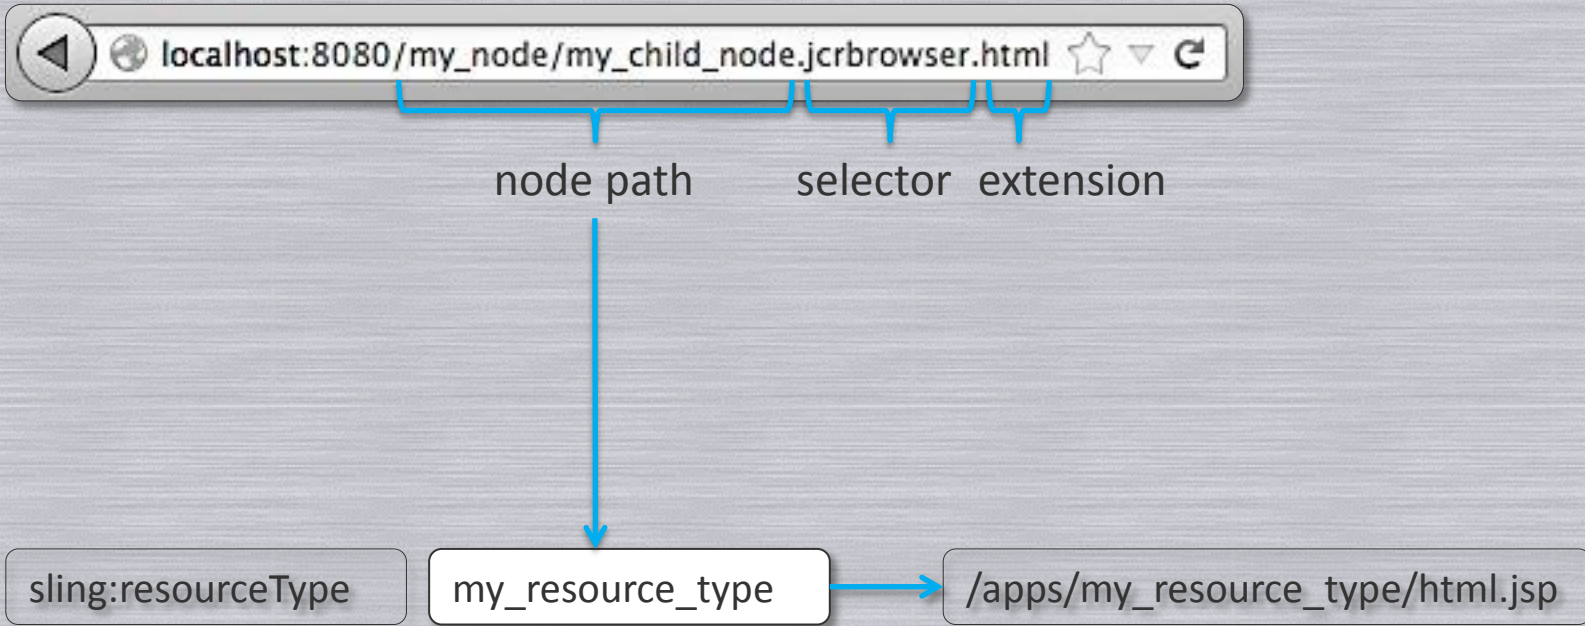 localhost:8080/my_node/my_child_node.jcrbrowser.html
node path selector extension
sling:resourceType my_resource_type /apps/my_resource_type/html.jsp